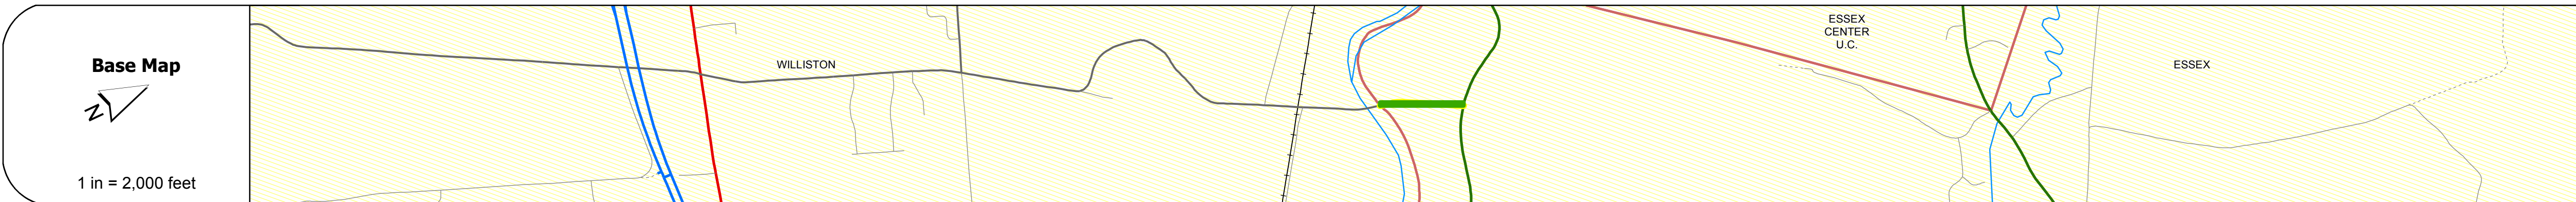 Base Map
N
1 in = 2,000 feet
WILLISTON
ESSEX
CENTER
U.C.
ESSEX